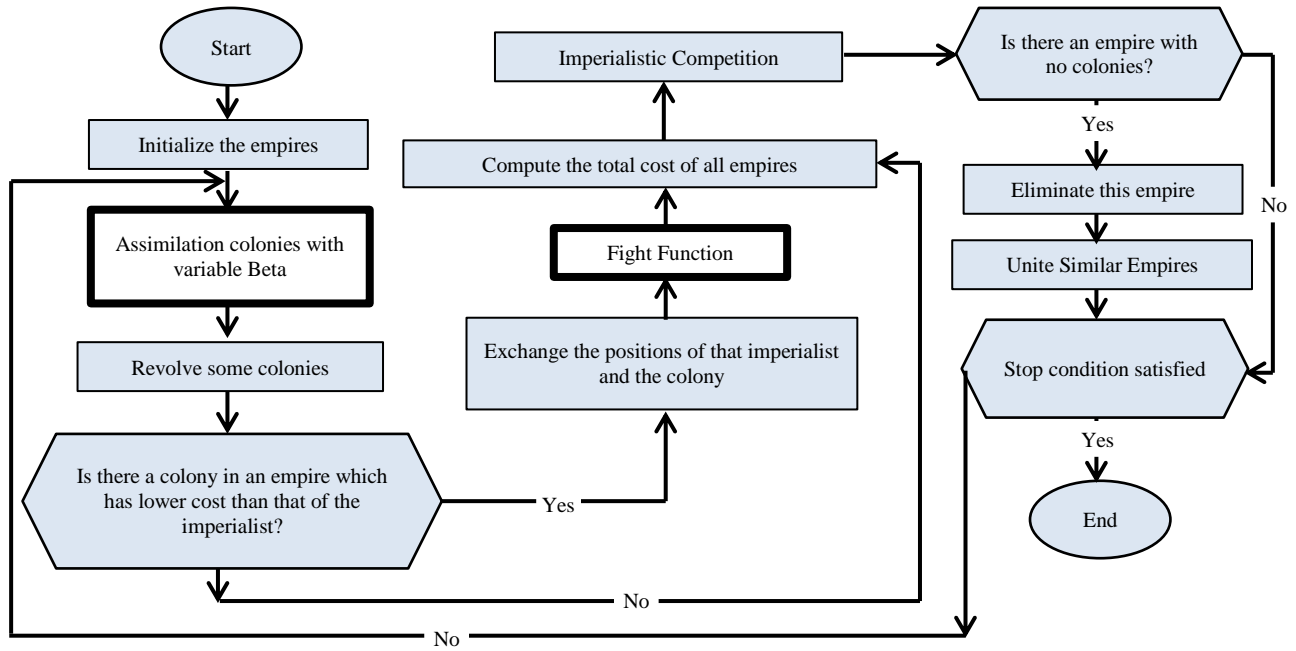 Start
Initialize the empires
Assimilation colonies with
variable Beta
Revolve some colonies
Is there a colony in an empire which
has lower cost than that of the
imperialist?
Yes
No
Exchange the positions of that imperialist
and the colony
Fight Function
Compute the total cost of all empires
Imperialistic Competition
Is there an empire with
no colonies?
Yes
No
Eliminate this empire
Unite Similar Empires
Stop condition satisfied
Yes
End
No